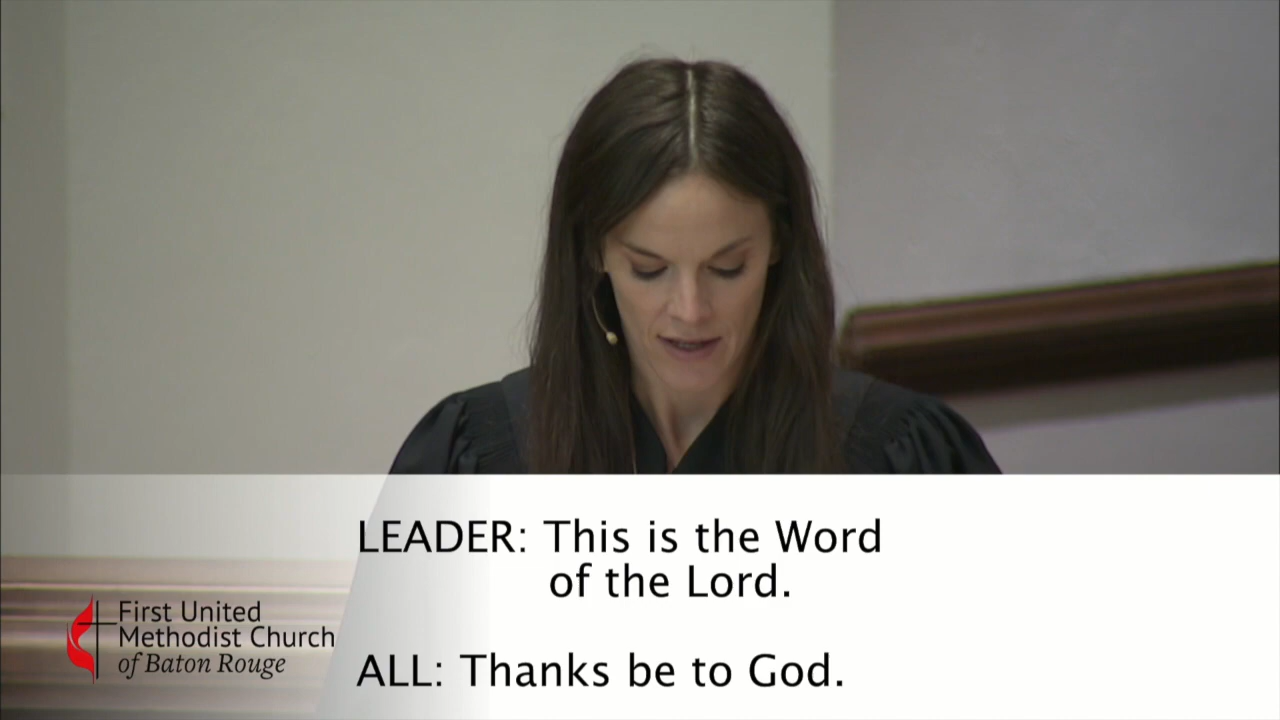 LEADER: This is the Word
of the Lord.
ALL: Thanks be to God.
First United
Methodist Church
of Baton Rouge